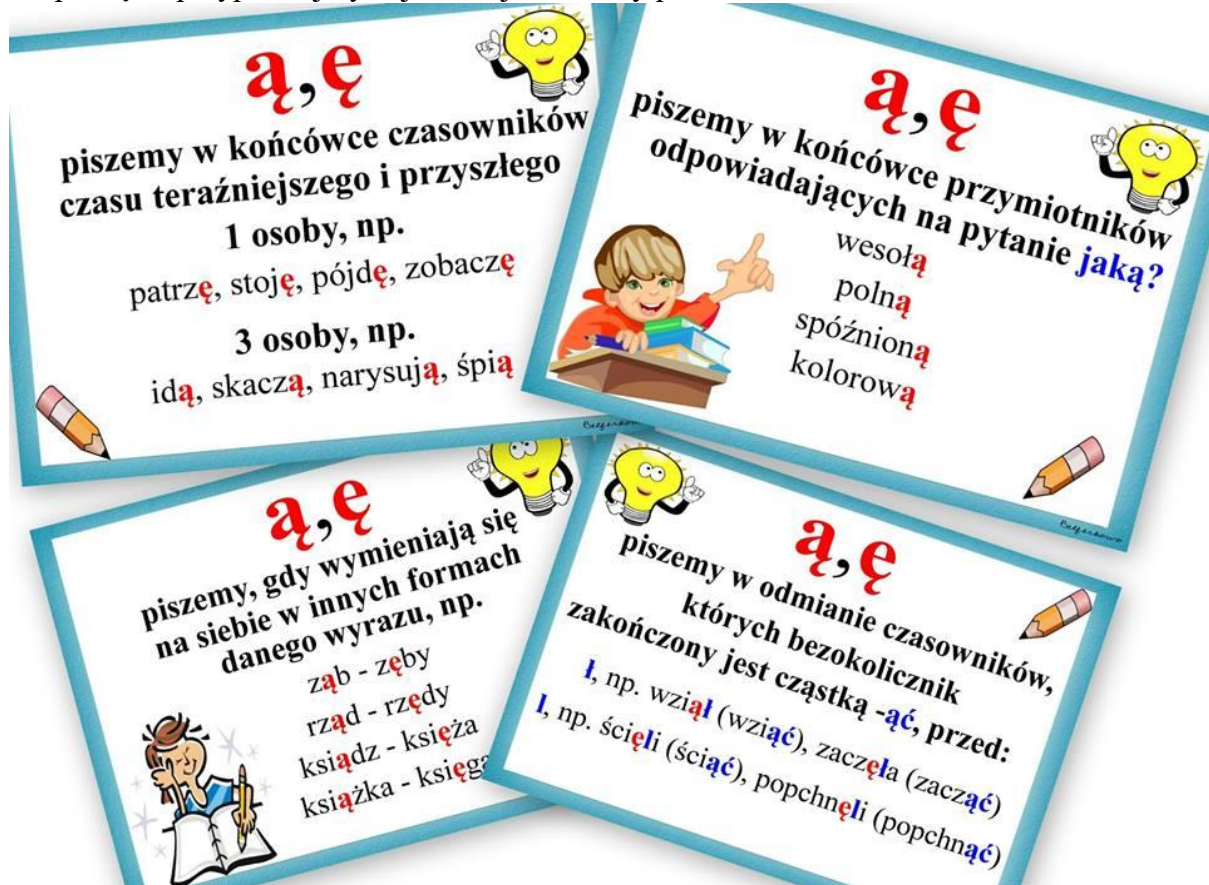 ą,ę
piszemy w końcówce czasowników
czasu teraźniejszego i przyszłego
1 osoby, np.
patrzę, stoję, pójdę, zobaczę
3 osoby, np.
idą, skaczą, narysują, śpią
Belferkowo
ą,ę
piszemy w końcówce przymiotników
odpowiadających na pytanie jaką?
wesołą
polną
spóźnioną
kolorową
Belferkowo
ą,ę
piszemy, gdy wymieniają się
na siebie w innych formach
danego wyrazu, np.
ząb - zęby
rząd - rzędy
ksiądz - księża
książka - księga
ą,ę
piszemy w odmianie czasowników,
których bezokolicznik
zakończony jest cząstką -ąć, przed:
ł, np. wziął (wziąć), zaczęła (zacząć)
l, np. ścięli (ściąć), popchnęli (popchnąć)